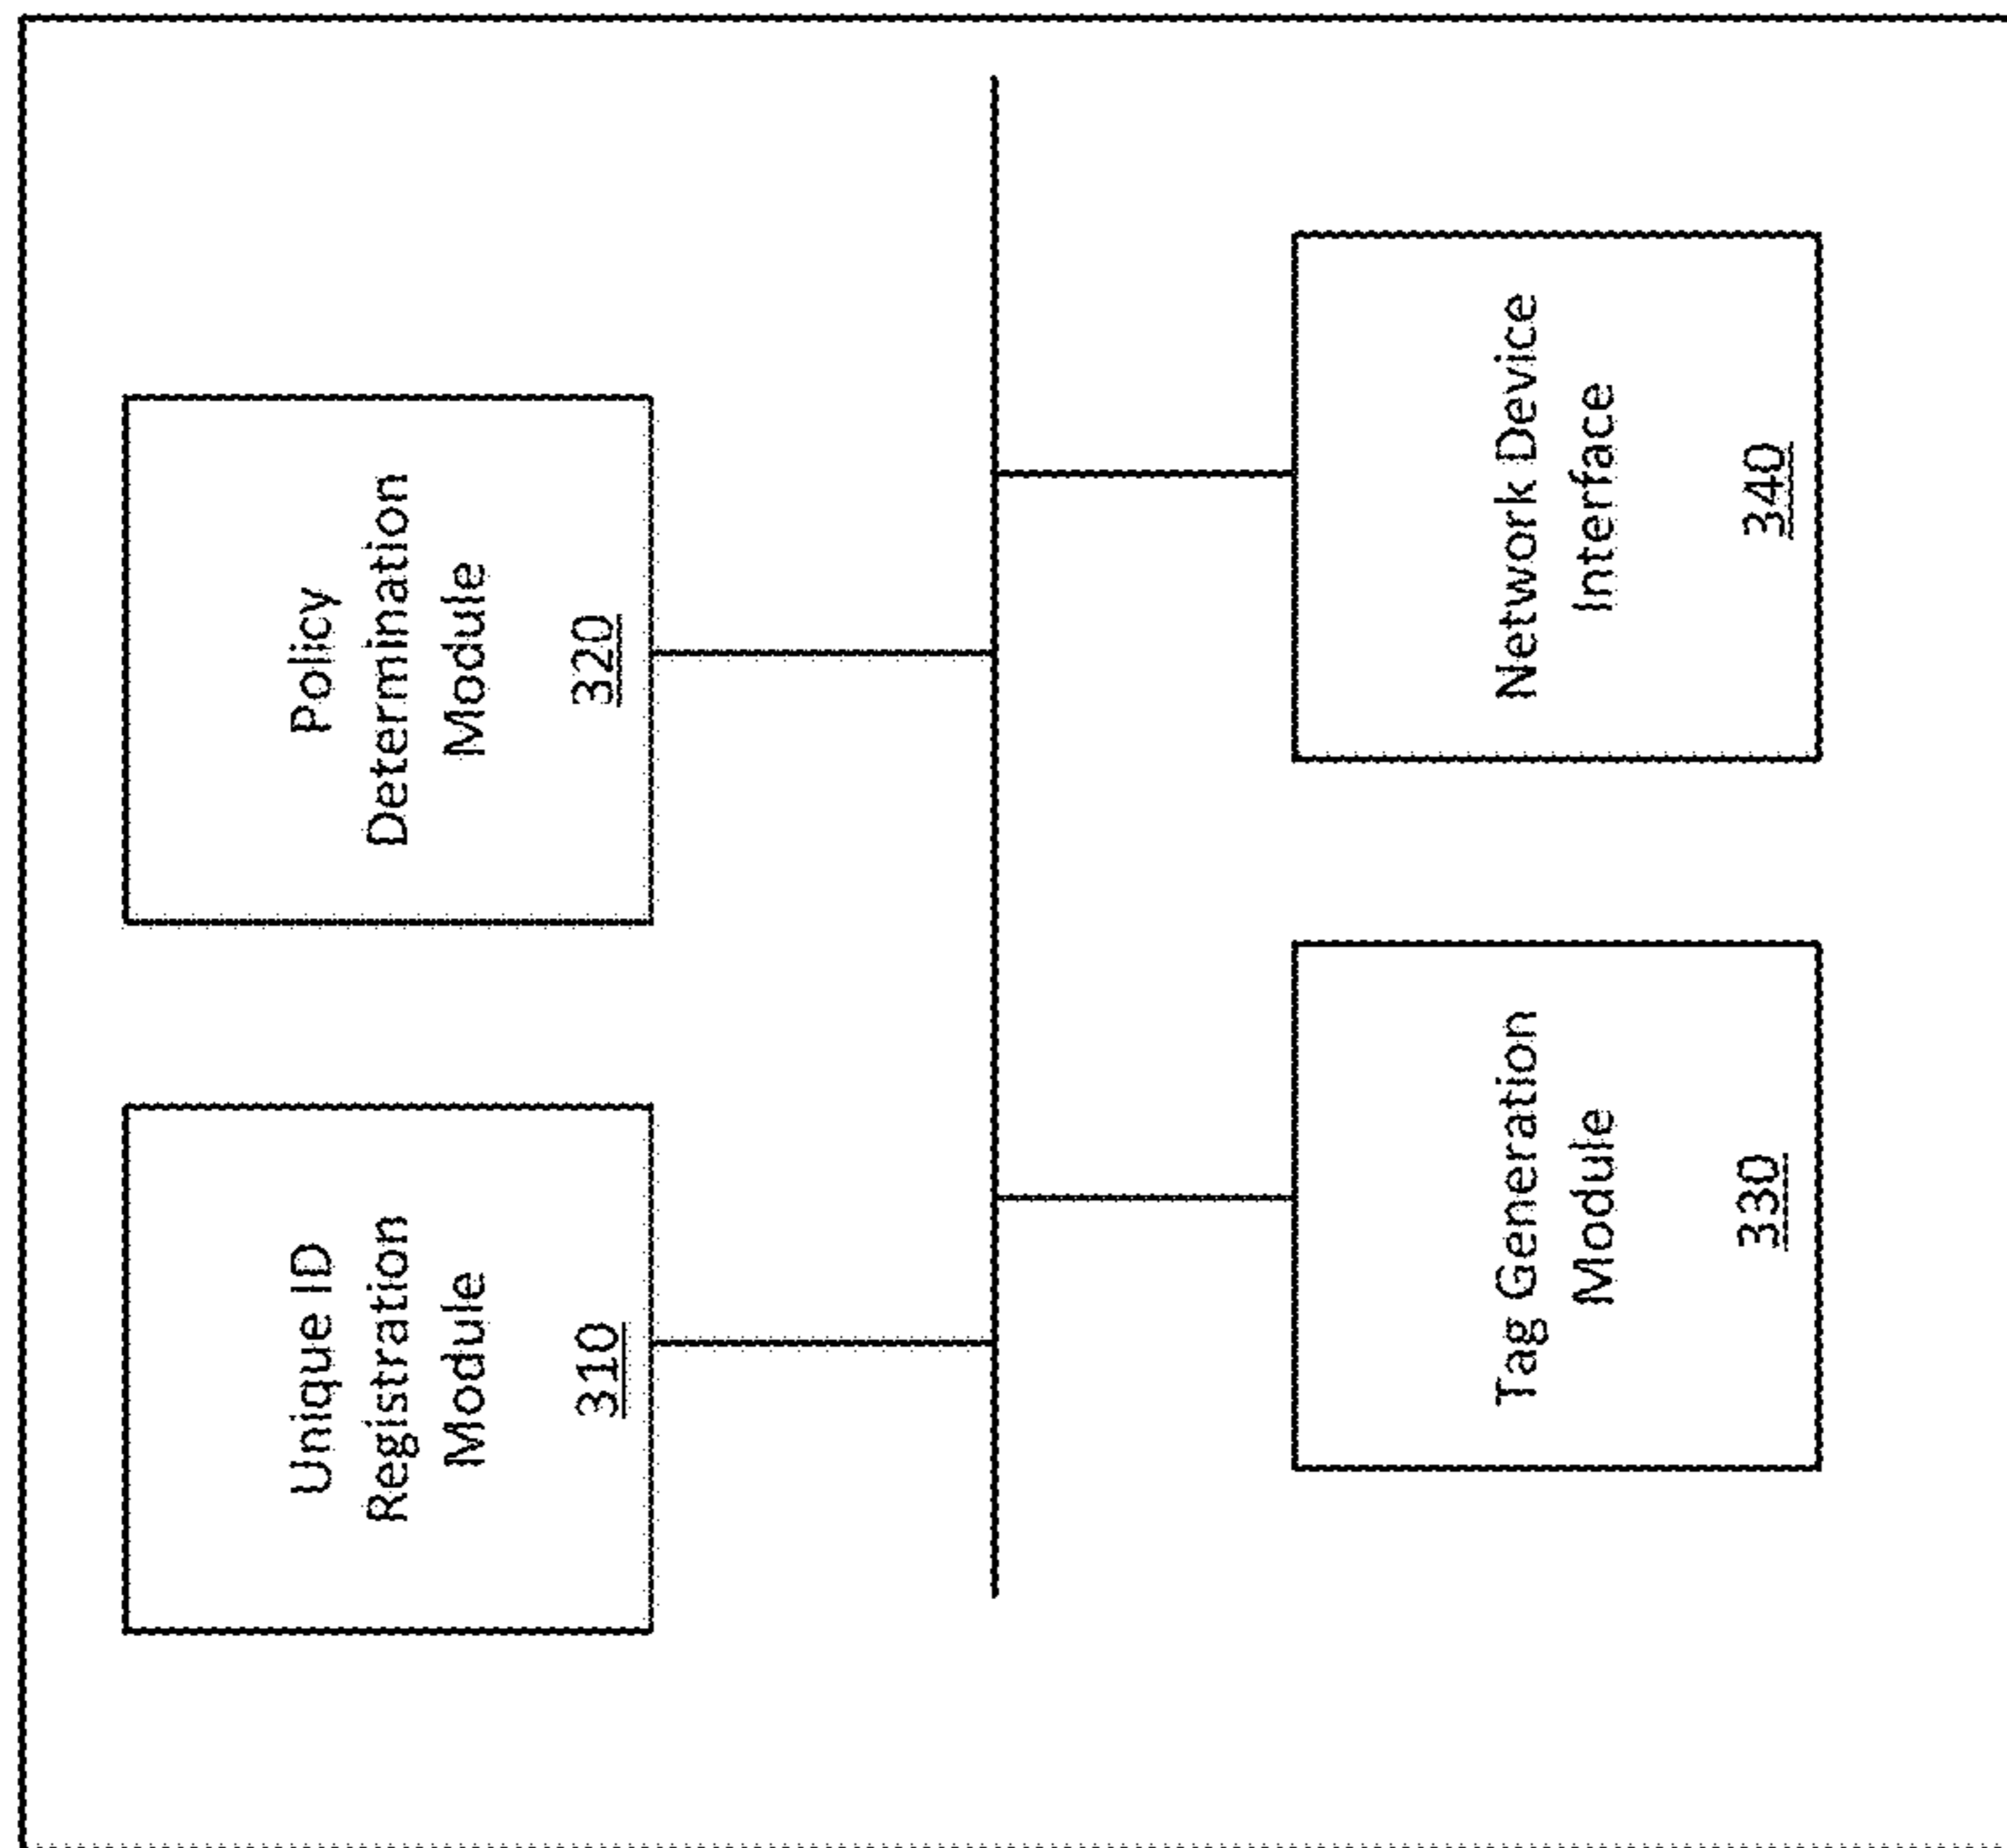 Unique ID
Registration
Module
310
Policy
Determination
Module
320
Tag Generation
Module
330
Network Device
Interface
340